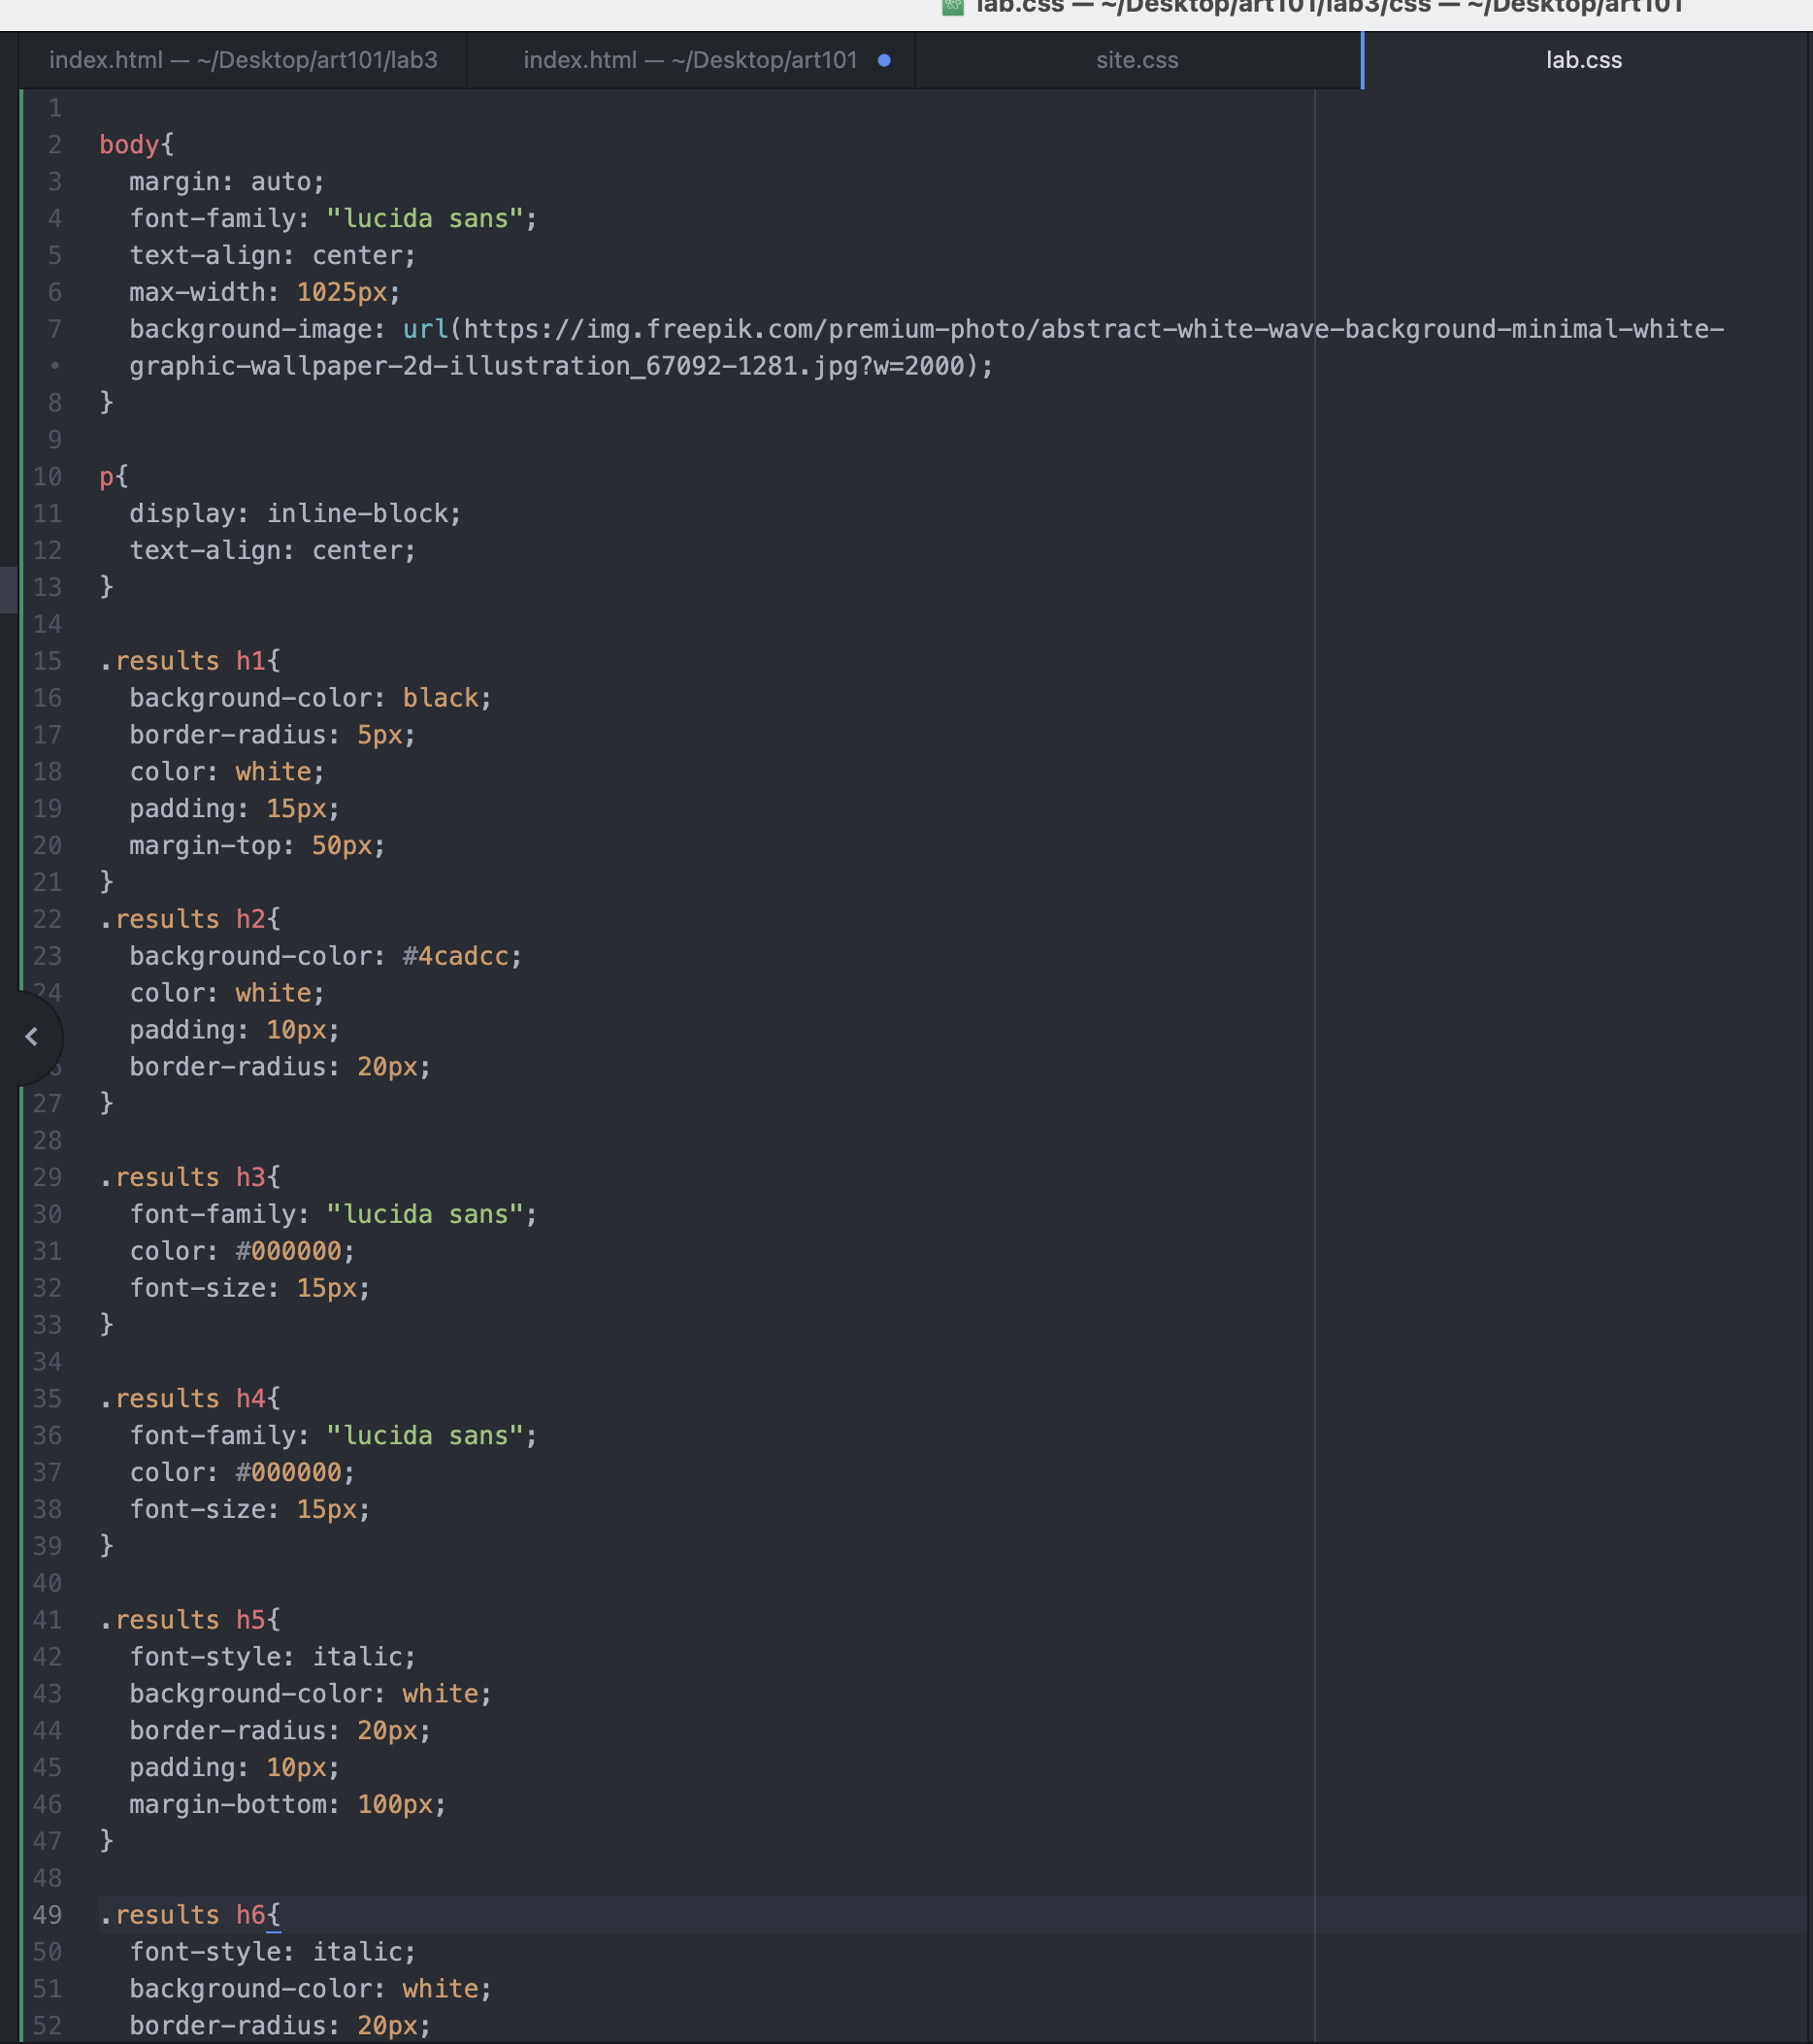 lab.css — ~/Desktop/art101/lab3/css — ~/Desktop/art101
index.html — ~/Desktop/art101/lab3 index.html — ~/Desktop/art101 site.css lab.css
1
2 body{
3   margin: auto;
4   font-family: "lucida sans";
5   text-align: center;
6   max-width: 1025px;
7   background-image: url(https://img.freepik.com/premium-photo/abstract-white-wave-background-minimal-white-
•   graphic-wallpaper-2d-illustration_67092-1281.jpg?w=2000);
8 }
9
10 p{
11   display: inline-block;
12   text-align: center;
13 }
14
15 .results h1{
16   background-color: black;
17   border-radius: 5px;
18   color: white;
19   padding: 15px;
20   margin-top: 50px;
21 }
22 .results h2{
23   background-color: #4cadcc;
24   color: white;
padding: 10px;
border-radius: 20px;
27 }
28
29 .results h3{
30   font-family: "lucida sans";
31   color: #000000;
32   font-size: 15px;
33 }
34
35 .results h4{
36   font-family: "lucida sans";
37   color: #000000;
38   font-size: 15px;
39 }
40
41 .results h5{
42   font-style: italic;
43   background-color: white;
44   border-radius: 20px;
45   padding: 10px;
46   margin-bottom: 100px;
47 }
48
49 .results h6{
50   font-style: italic;
51   background-color: white;
52   border-radius: 20px;